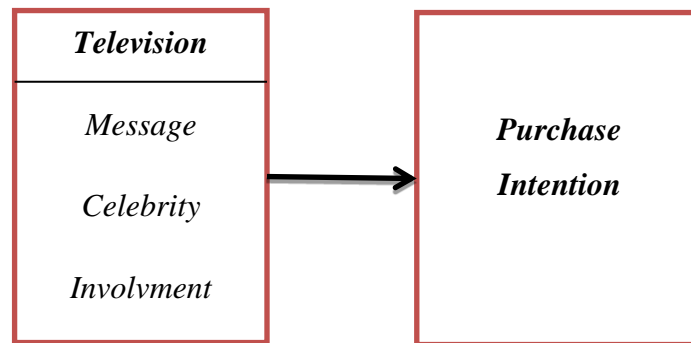 Television
Message
Celebrity
Involvment
Purchase
Intention